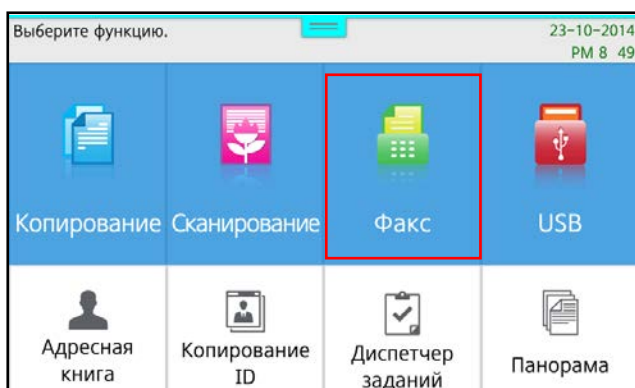 Выберите функцию.
23-10-2014
PM 8 49
Копирование
Сканирование
Факс
USB
Адресная
книга
Копирование
ID
Диспетчер
заданий
Панорама